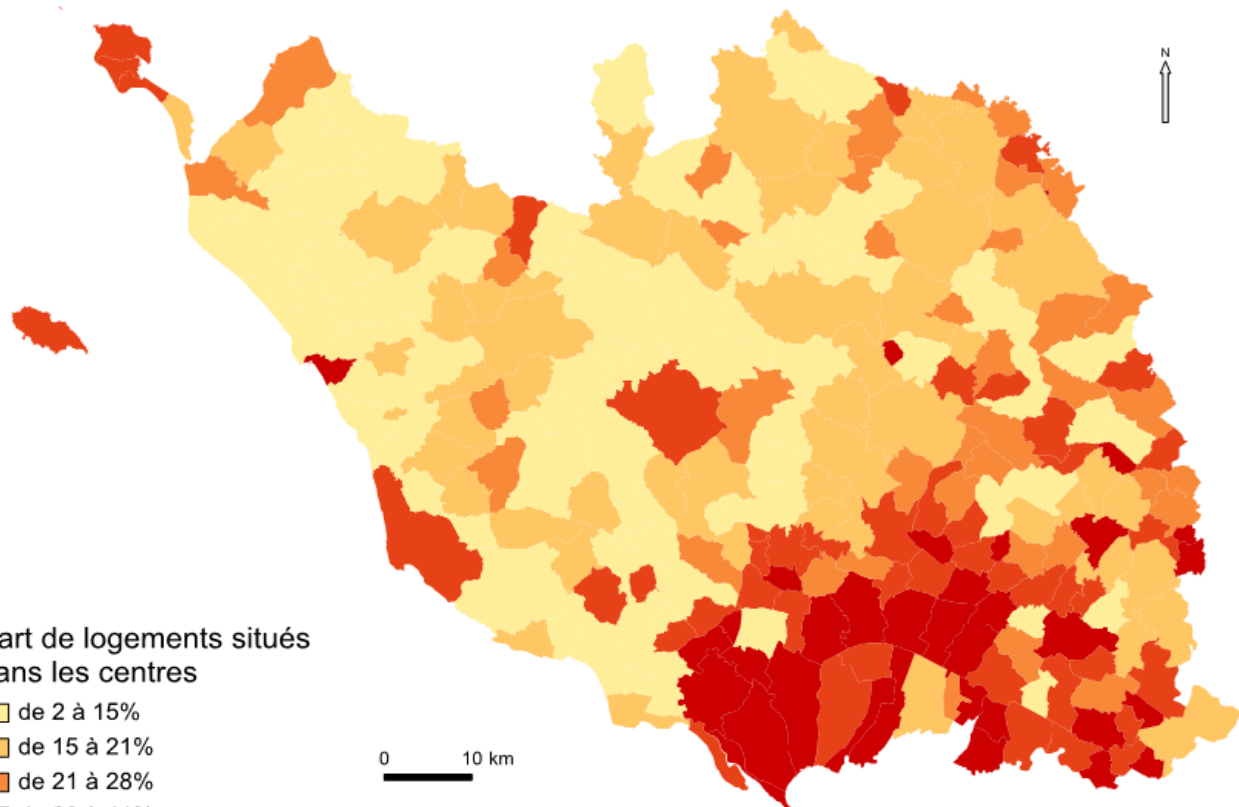 N
art de logements situés
ans les centres
de 2 à 15%
de 15 à 21%
de 21 à 28%
0 10 km